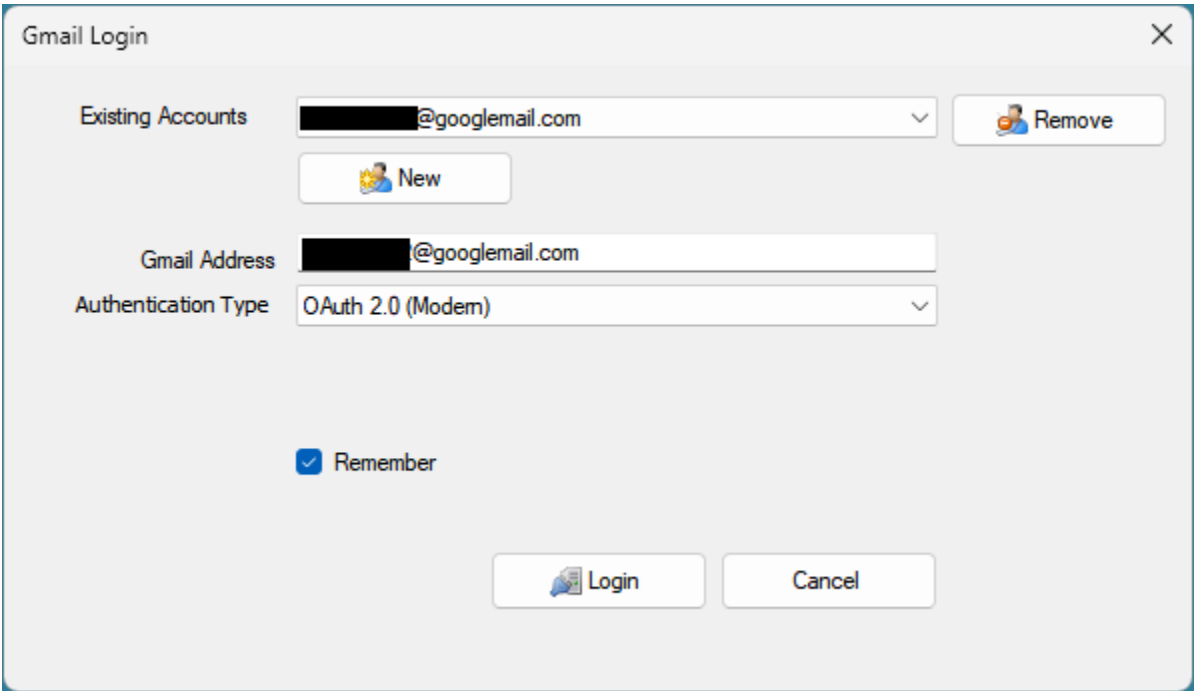 Gmail Login
Existing Accounts
@googlemail.com
Remove
New
Gmail Address
@googlemail.com
Authentication Type
OAuth 2.0 (Modern)
Remember
Login
Cancel